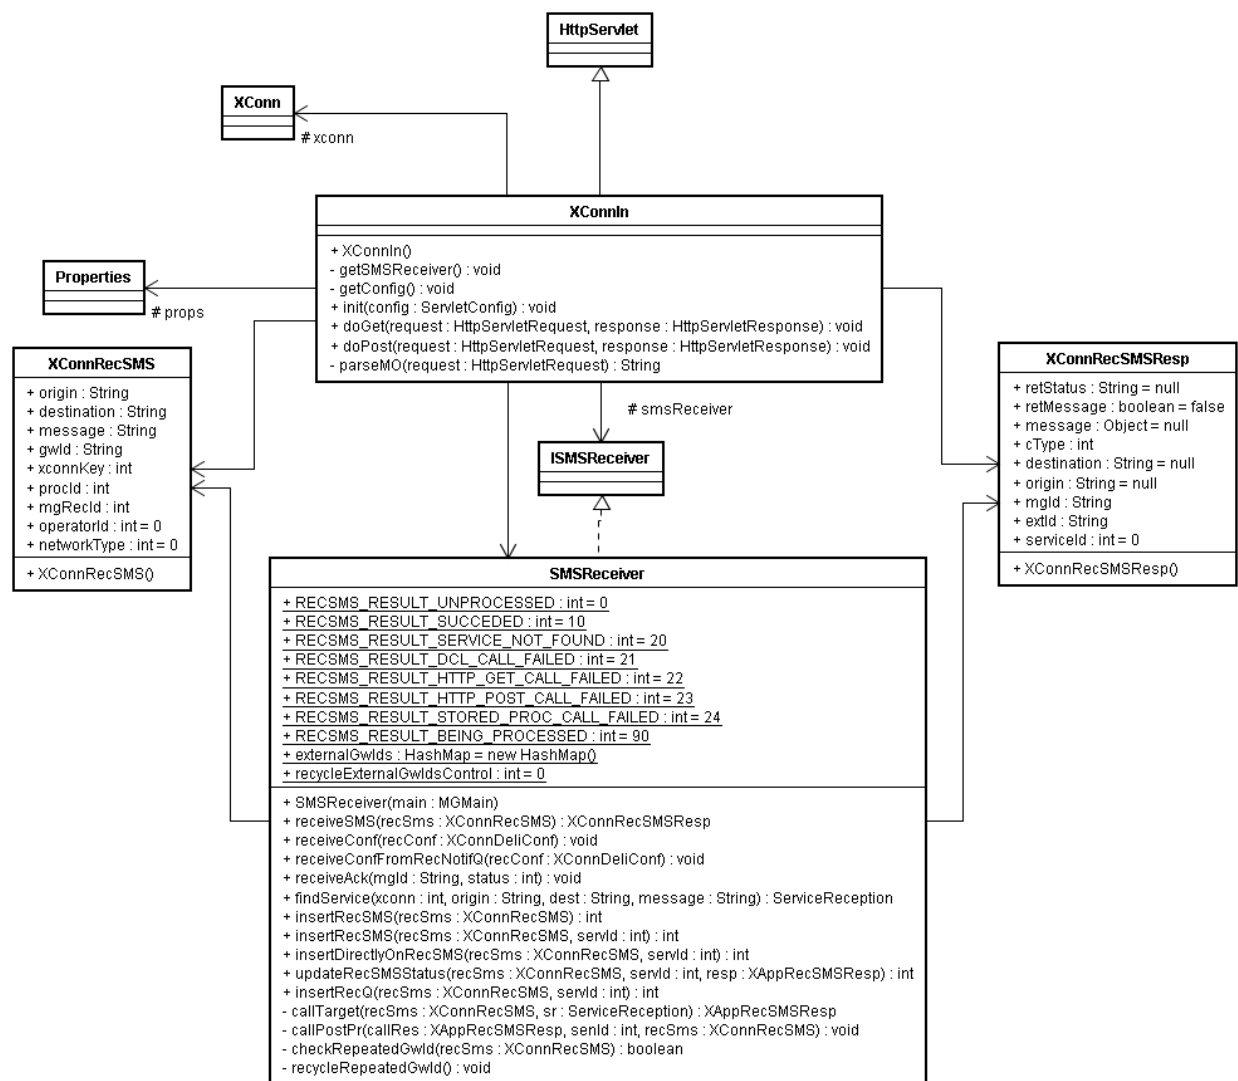 HttpServlet
XConn
# xconn
XConnIn
+ XConnIn()
- getSMSReceiver() : void
- getConfig() : void
+ init(config : ServletConfig) : void
+ doGet(request : HttpServletRequest, response : HttpServletResponse) : void
+ doPost(request : HttpServletRequest, response : HttpServletResponse) : void
- parseMO(request : HttpServletRequest) : String
Properties
# props
XConnRecSMS
+ origin : String
+ destination : String
+ message : String
+ gwId : String
+ xconnKey : int
+ procId : int
+ mgRecId : int
+ operatorId : int = 0
+ networkType : int = 0
+ XConnRecSMS()
# smsReceiver
ISMSReceiver
XConnRecSMSResp
+ retStatus : String = null
+ retMessage : boolean = false
+ message : Object = null
+ cType : int
+ destination : String = null
+ origin : String = null
+ mgId : String
+ extId : String
+ serviceId : int = 0
+ XConnRecSMSResp()
SMSReceiver
+ RECSMS_RESULT_UNPROCESSED : int = 0
+ RECSMS_RESULT_SUCCEDED : int = 10
+ RECSMS_RESULT_SERVICE_NOT_FOUND : int = 20
+ RECSMS_RESULT_DCL_CALL_FAILED : int = 21
+ RECSMS_RESULT_HTTP_GET_CALL_FAILED : int = 22
+ RECSMS_RESULT_HTTP_POST_CALL_FAILED : int = 23
+ RECSMS_RESULT_STORED_PROC_CALL_FAILED : int = 24
+ RECSMS_RESULT_BEING_PROCESSED : int = 90
+ externalGwIds : HashMap = new HashMap()
+ recycleExternalGwIdsControl : int = 0
+ SMSReceiver(main : MGMain)
+ receiveSMS(recSms : XConnRecSMS) : XConnRecSMSResp
+ receiveConf(recConf : XConnDeliConf) : void
+ receiveConfFromRecNotifQ(recConf : XConnDeliConf) : void
+ receiveAck(mgId : String, status : int) : void
+ findService(xconn : int, origin : String, dest : String, message : String) : ServiceReception
+ insertRecSMS(recSms : XConnRecSMS) : int
+ insertRecSMS(recSms : XConnRecSMS, servId : int) : int
+ insertDirectlyOnRecSMS(recSms : XConnRecSMS, servId : int) : int
+ updateRecSMSStatus(recSms : XConnRecSMS, servId : int, resp : XAppRecSMSResp) : int
+ insertRecQ(recSms : XConnRecSMS, servId : int) : int
- callTarget(recSms : XConnRecSMS, sr : ServiceReception) : XAppRecSMSResp
- callPostPr(callRes : XAppRecSMSResp, senId : int, recSms : XConnRecSMS) : void
- checkRepeatedGwId(recSms : XConnRecSMS) : boolean
- recycleRepeatedGwId() : void